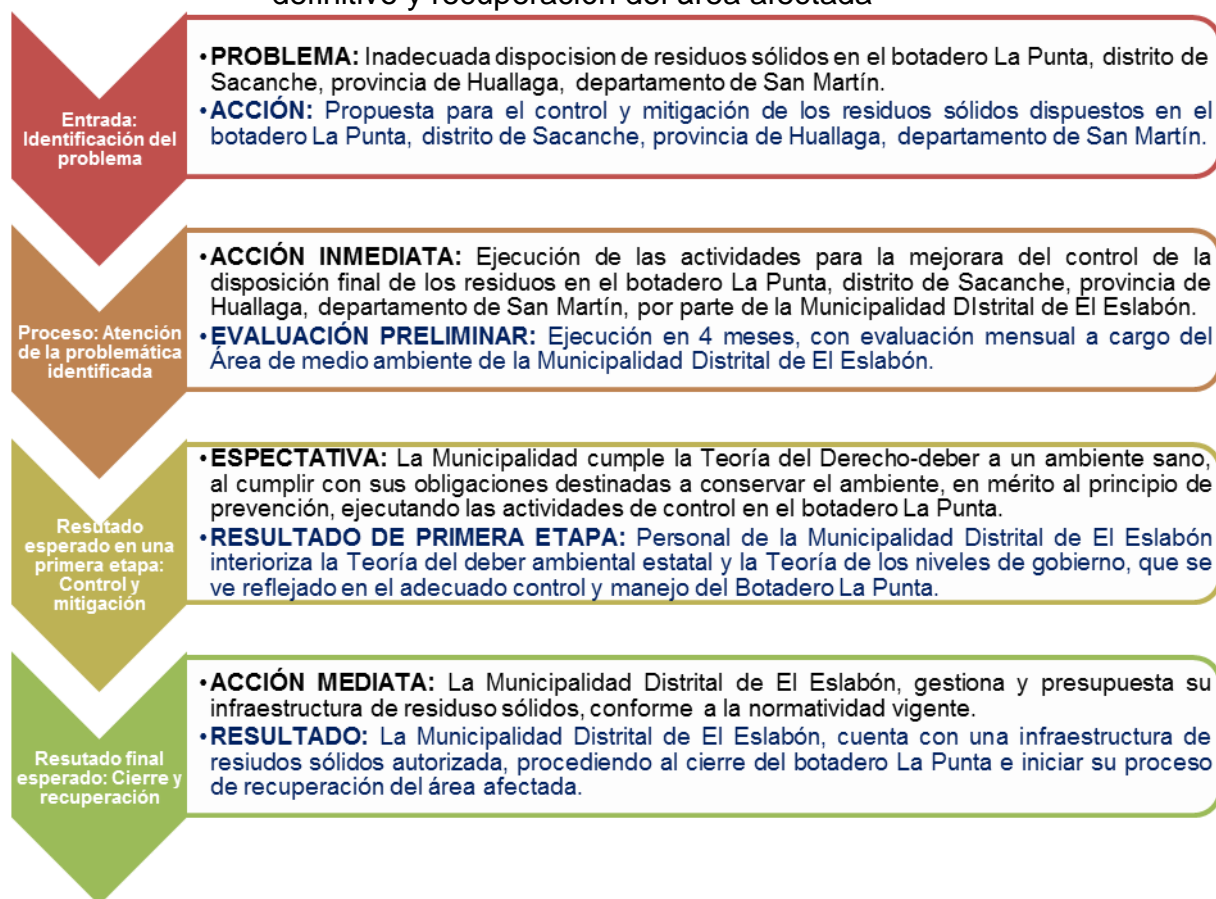 definitivo y recuperación del área afectada
Entrada:
Identificación del
problema
•PROBLEMA: Inadecuada dispocision de residuos sólidos en el botadero La Punta, distrito de
Sacanche, provincia de Huallaga, departamento de San Martín.
•ACCIÓN: Propuesta para el control y mitigación de los residuos sólidos dispuestos en el
botadero La Punta, distrito de Sacanche, provincia de Huallaga, departamento de San Martín.
Proceso: Atención
de la problemática
identificada
•ACCIÓN INMEDIATA: Ejecución de las actividades para la mejorara del control de la
disposición final de los residuos en el botadero La Punta, distrito de Sacanche, provincia de
Huallaga, departamento de San Martín, por parte de la Municipalidad DIstrital de El Eslabón.
•EVALUACIÓN PRELIMINAR: Ejecución en 4 meses, con evaluación mensual a cargo del
Área de medio ambiente de la Municipalidad Distrital de El Eslabón.
Resutado
esperado en una
primera etapa:
Control y
mitigación
•ESPECTATIVA: La Municipalidad cumple la Teoría del Derecho-deber a un ambiente sano,
al cumplir con sus obligaciones destinadas a conservar el ambiente, en mérito al principio de
prevención, ejecutando las actividades de control en el botadero La Punta.
•RESULTADO DE PRIMERA ETAPA: Personal de la Municipalidad Distrital de El Eslabón
interioriza la Teoría del deber ambiental estatal y la Teoría de los niveles de gobierno, que se
ve reflejado en el adecuado control y manejo del Botadero La Punta.
Resutado final
esperado: Cierre y
recuperación
•ACCIÓN MEDIATA: La Municipalidad Distrital de El Eslabón, gestiona y presupuesta su
infraestructura de residuso sólidos, conforme a la normatividad vigente.
•RESULTADO: La Municipalidad Distrital de El Eslabón, cuenta con una infraestructura de
resiudos sólidos autorizada, procediendo al cierre del botadero La Punta e iniciar su proceso
de recuperación del área afectada.